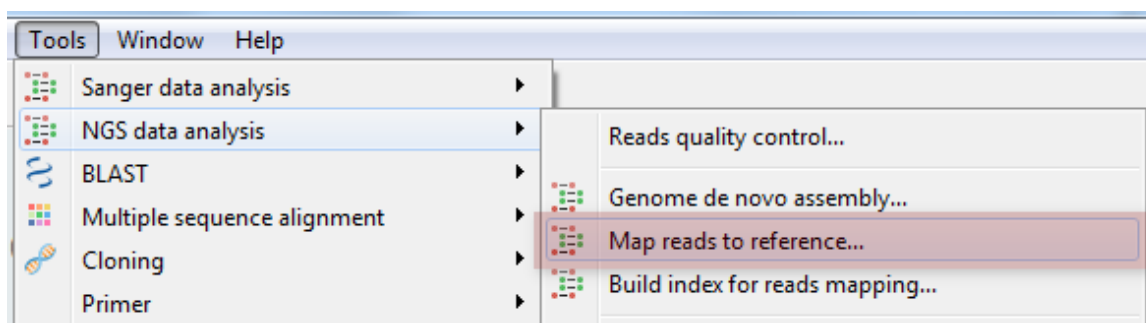 Tools Window Help
Sanger data analysis
NGS data analysis
BLAST
Multiple sequence alignment
Cloning
Primer
Reads quality control...
Genome de novo assembly...
Map reads to reference...
Build index for reads mapping...